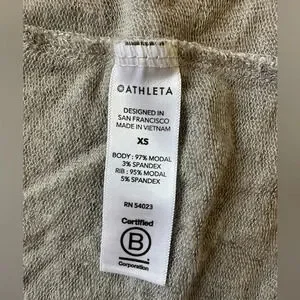 ATHLETA
DESIGNED IN
SAN FRANCISCO
MADE IN VIETNAM
XS
BODY : 97% MODAL
3% SPANDEX
RIB : 95% MODAL
5% SPANDEX
RN 54023
Certified
B
Corporation